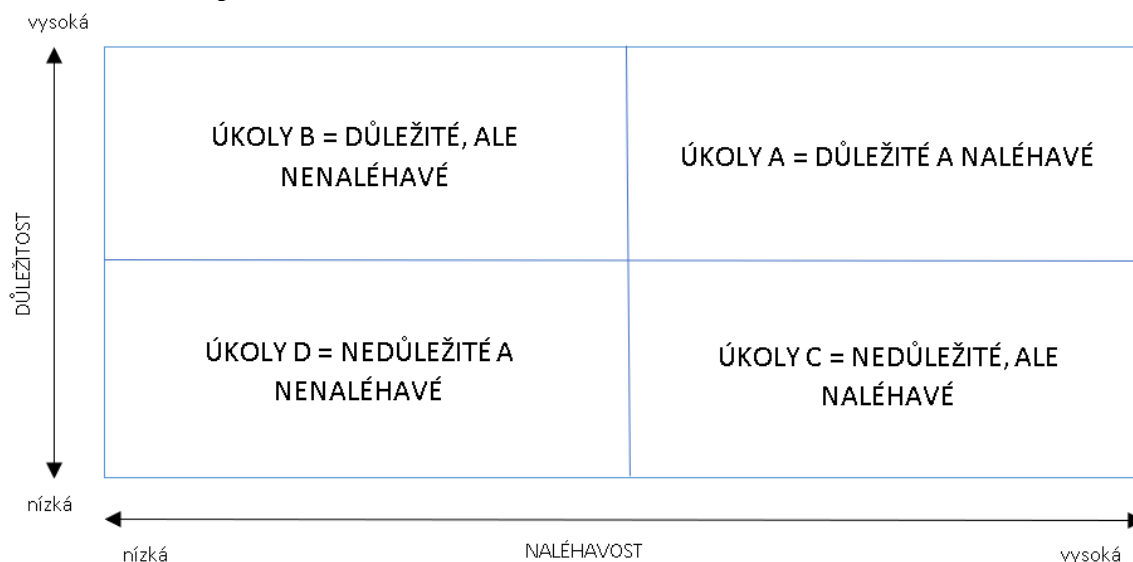 vysoká
ÚKOLY B = DŮLEŽITÉ, ALE
NENALÉHAVÉ
ÚKOLY A = DŮLEŽITÉ A NALÉHAVÉ
DŮLEŽITOST
ÚKOLY D = NEDŮLEŽITÉ A
NENALÉHAVÉ
ÚKOLY C = NEDŮLEŽITÉ, ALE
NALÉHAVÉ
nízká
nízká
NALÉHAVOST
vysoká